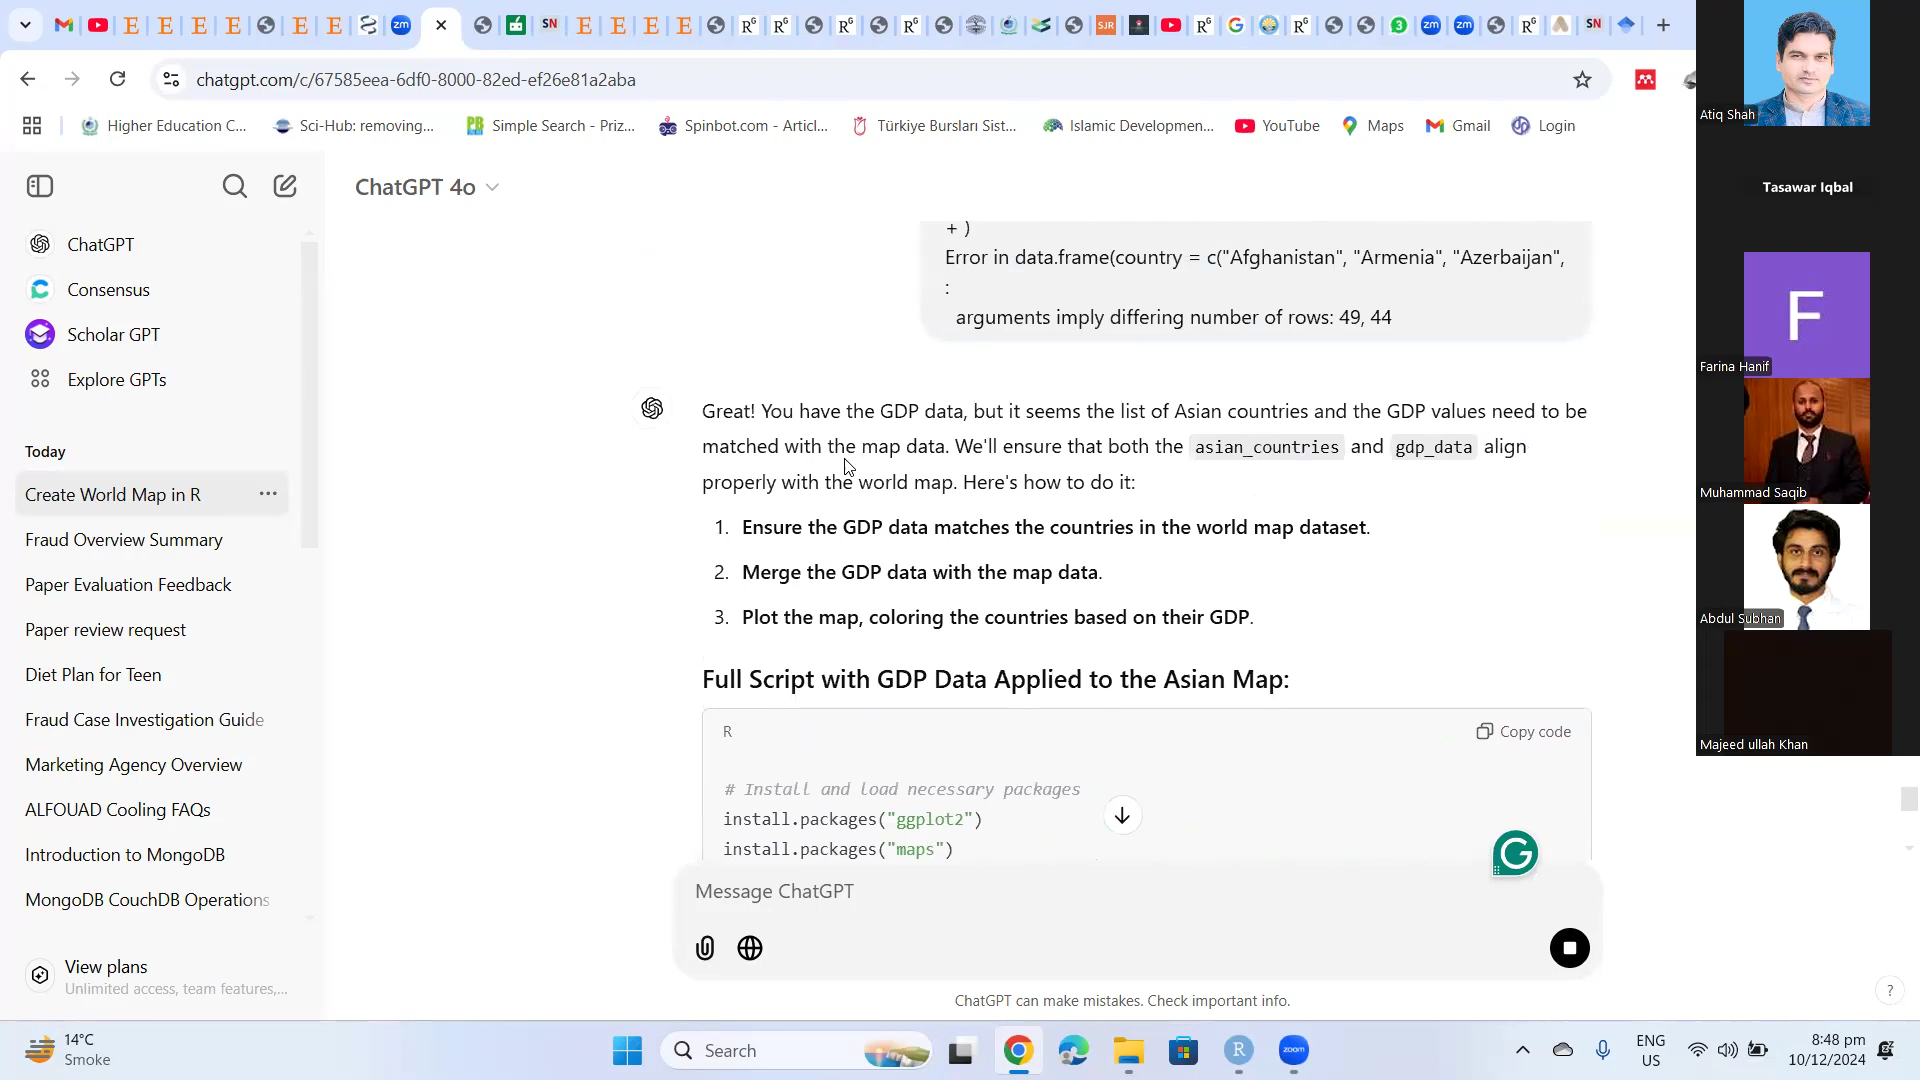 chatgpt.com/c/67585eea-6df0-8000-82ed-ef26e81a2aba
Higher Education C...
Sci-Hub: removing...
Simple Search - Priz...
Spinbot.com - Articl...
Türkiye Bursları Sist...
Islamic Developmen...
YouTube
Maps
Gmail
Login
ChatGPT
Consensus
Scholar GPT
Explore GPTs
Today
Create World Map in R
Fraud Overview Summary
Paper Evaluation Feedback
Paper review request
Diet Plan for Teen
Fraud Case Investigation Guide
Marketing Agency Overview
ALFOUAD Cooling FAQs
Introduction to MongoDB
MongoDB CouchDB Operations
View plans
Unlimited access, team features,...
ChatGPT 4o
+ )
Error in data.frame(country = c("Afghanistan", "Armenia", "Azerbaijan",
:
arguments imply differing number of rows: 49, 44
Great! You have the GDP data, but it seems the list of Asian countries and the GDP values need to be
matched with the map data. We'll ensure that both the asian_countries and gdp_data align
properly with the world map. Here's how to do it:
1. Ensure the GDP data matches the countries in the world map dataset.
2. Merge the GDP data with the map data.
3. Plot the map, coloring the countries based on their GDP.
Full Script with GDP Data Applied to the Asian Map:
R
Copy code
# Install and load necessary packages
install.packages("ggplot2")
install.packages("maps")
Message ChatGPT
ChatGPT can make mistakes. Check important info.
?
Atiq Shah
Tasawar Iqbal
F
Farina Hanif
Muhammad Saqib
Abdul Subhan
Majeed ullah Khan
14°C
Smoke
Search
zoom
ENG
US
8:48 pm
10/12/2024